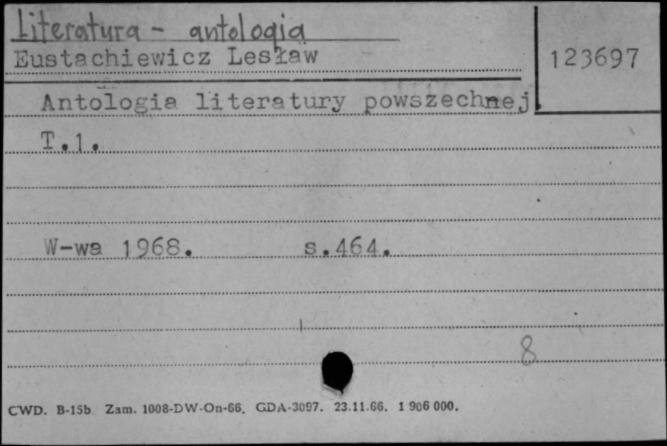 Literatura - antologia
Eustachiewicz Lesław
123697
Antologia literatury powszechnej
T.1.
W-wa 1968. s.464.
8
CWD. B-15b Zam. 1008-DW-On-66. GDA-3097. 23.11.66. 1 906 000.